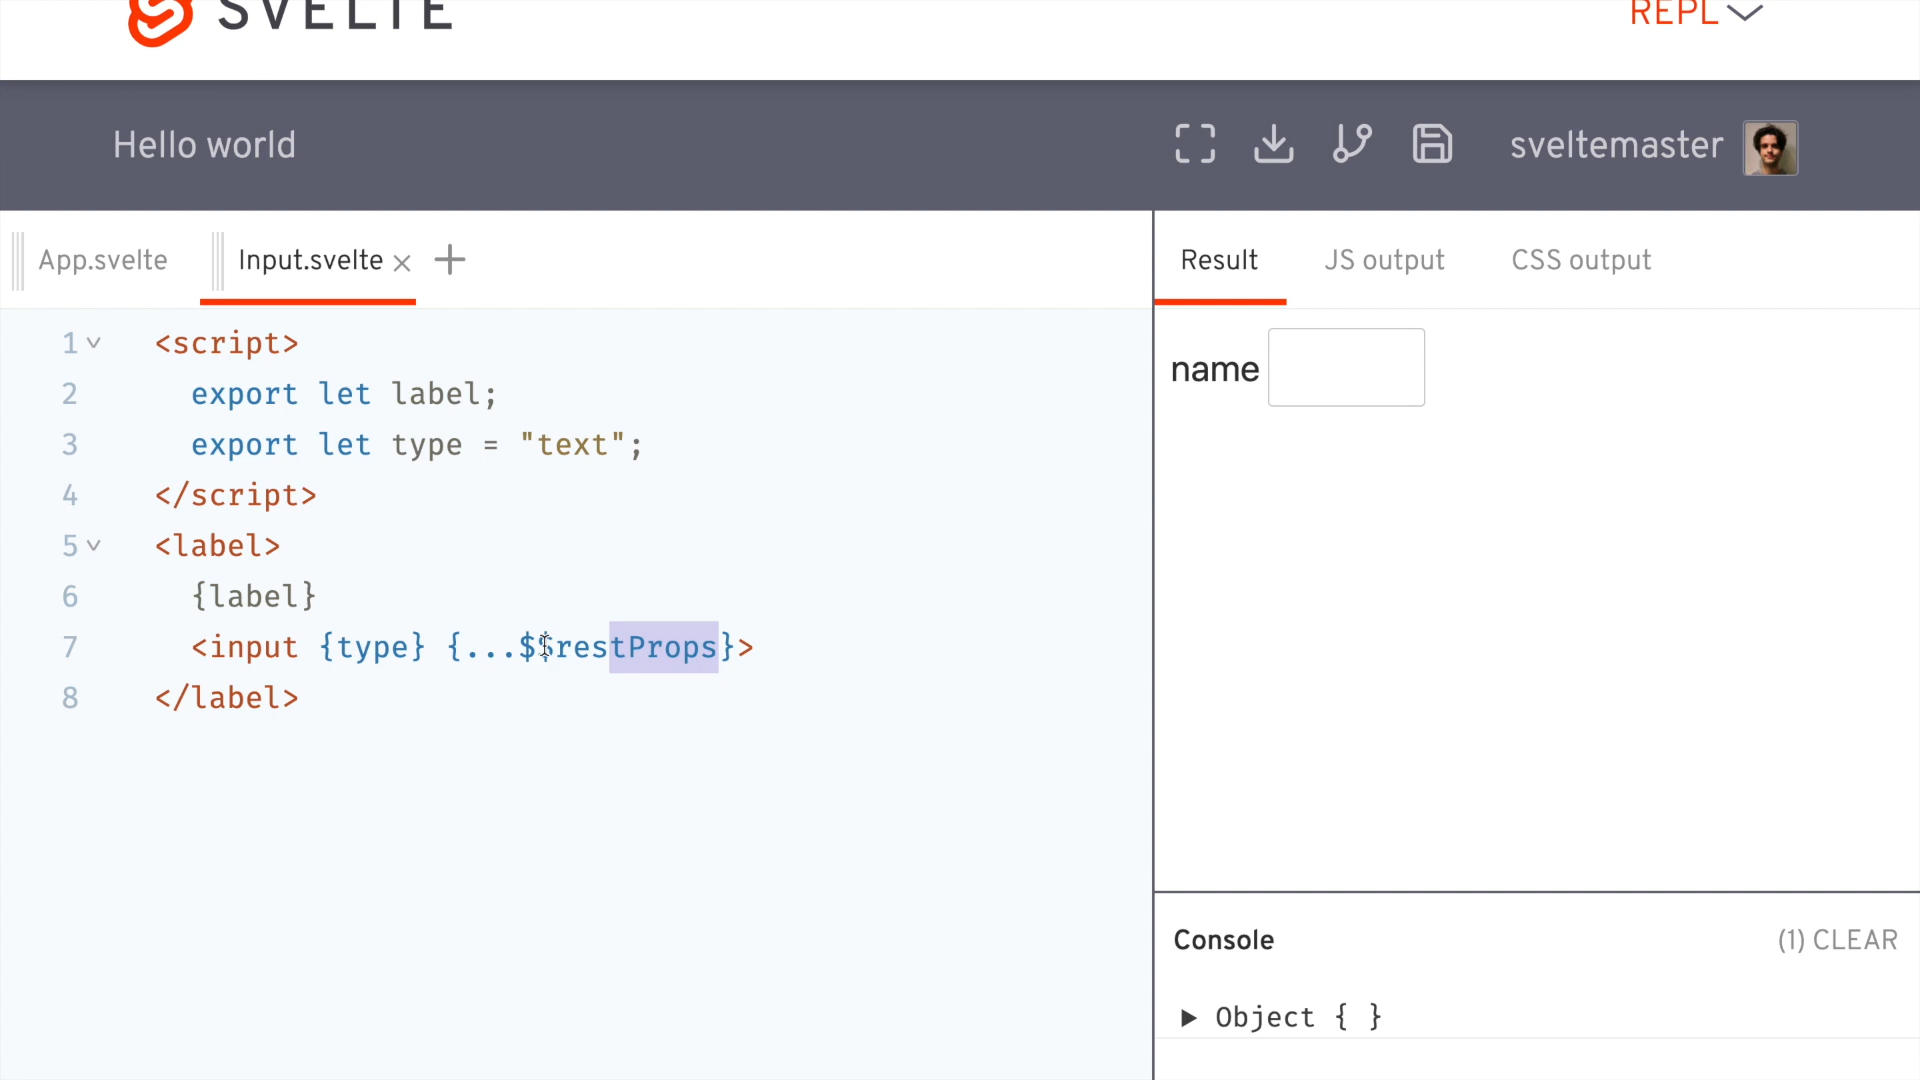 SVELTE
REPL
Hello world
sveltemaster
App.svelte
Input.svelte
Result
JS output
CSS output
1 <script>
2 export let label;
3 export let type = "text";
4 </script>
5 <label>
6 {label}
7 <input {type} {...$$restProps}>
8 </label>
name
Console
(1) CLEAR
Object { }